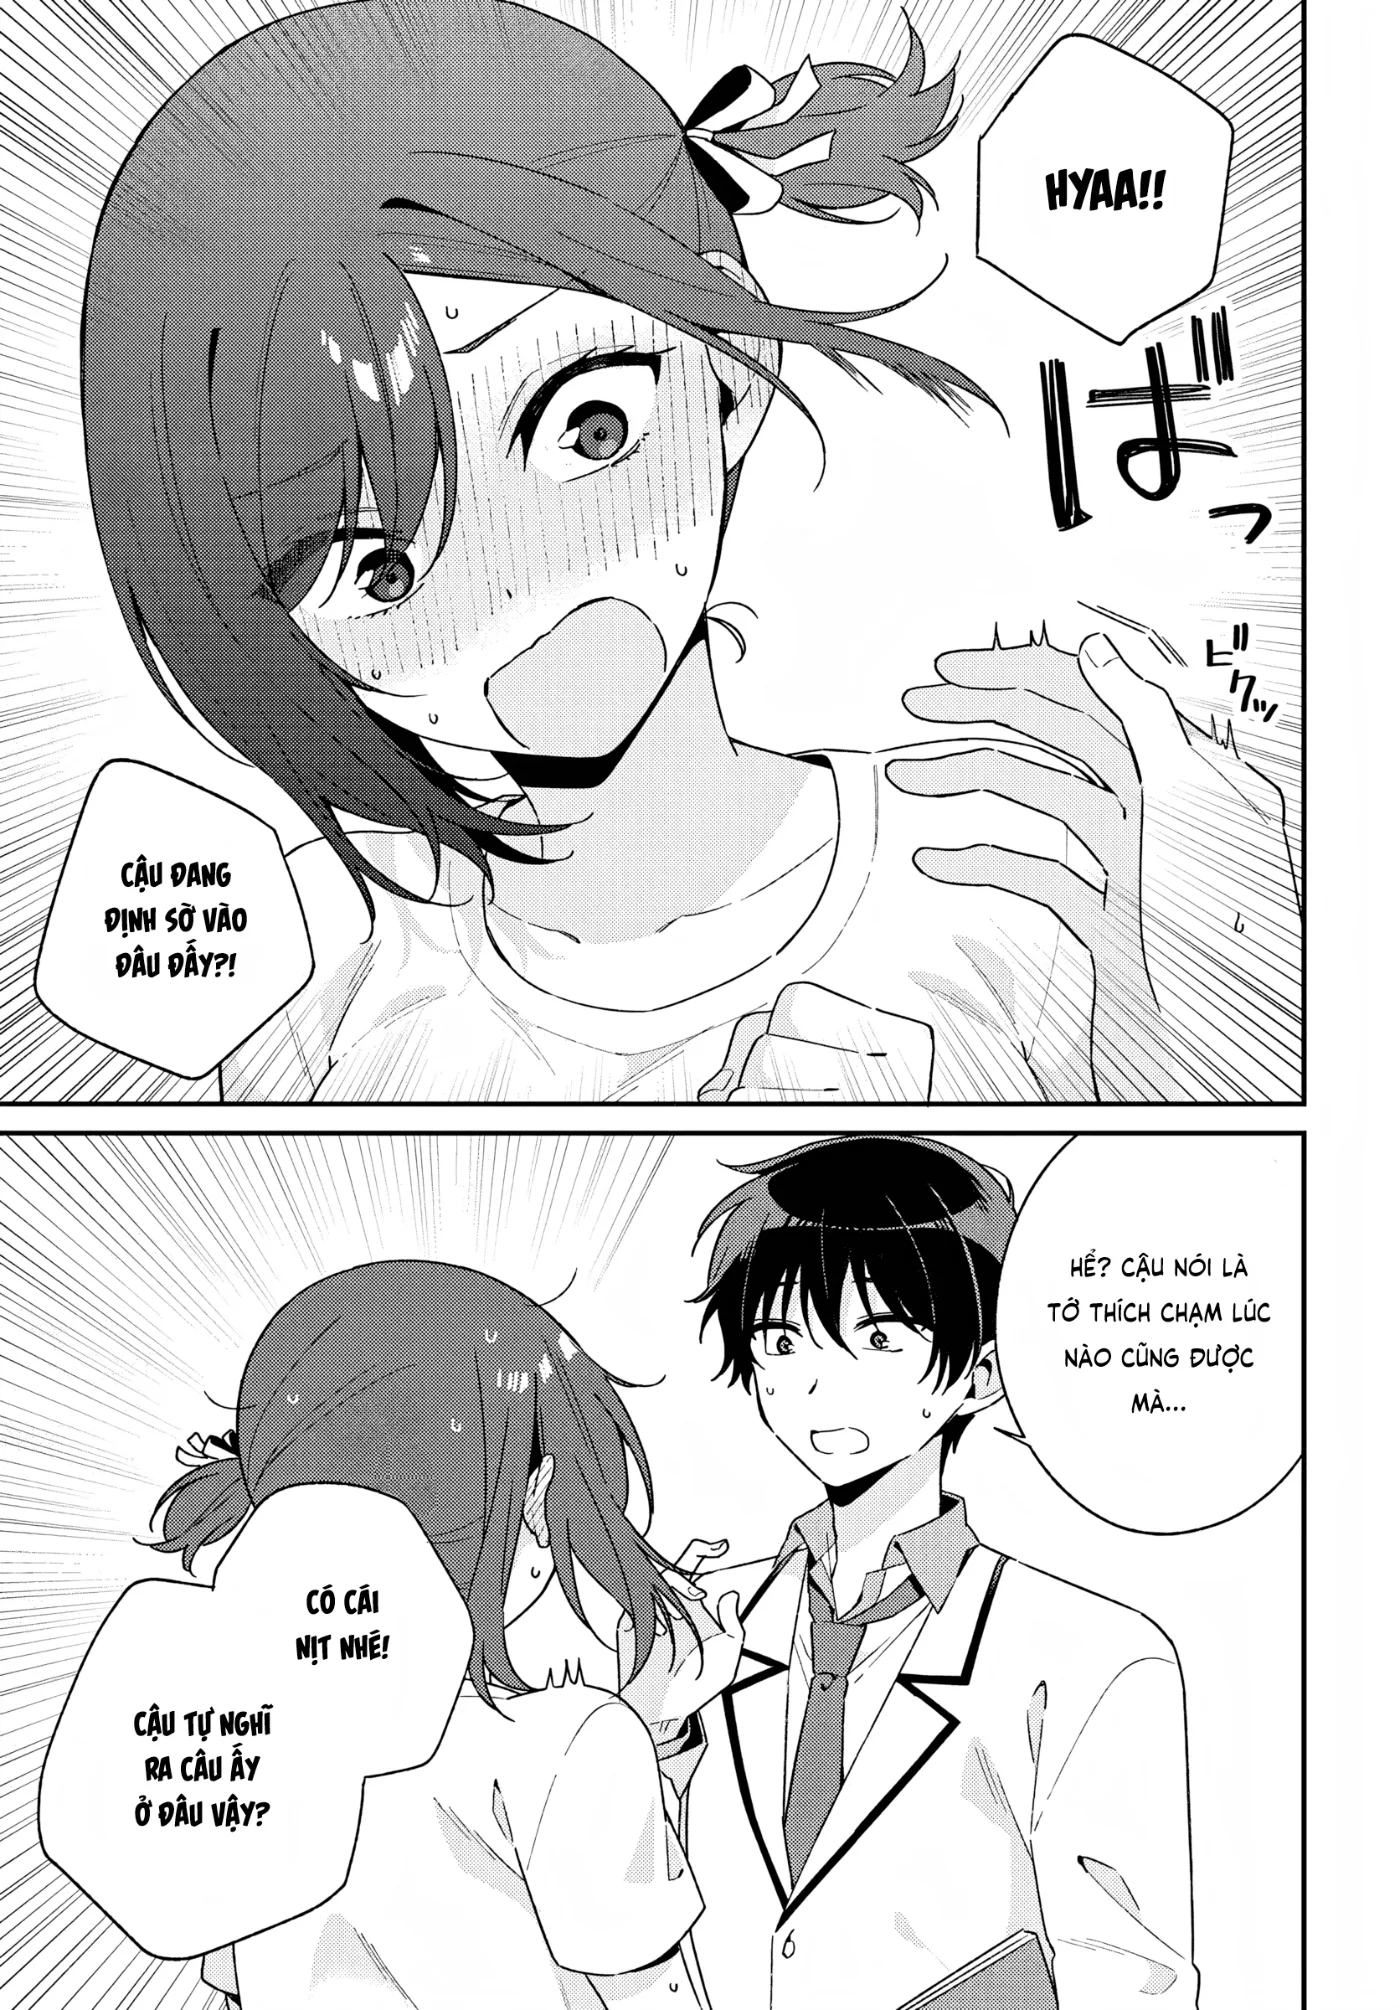 HYAA!!
ばっ
ビクッ
CẬU ĐANG
ĐỊNH SỜ VÀO
ĐÂU ĐẤY?!
HỂ? CẬU NÓI LÀ
TỚ THÍCH CHẠM LÚC
NÀO CŨNG ĐƯỢC
MÀ...
CÓ CÁI
NỊT NHÉ!
CẬU TỰ NGHĨ
RA CÂU ẤY
Ở ĐÂU VẬY?